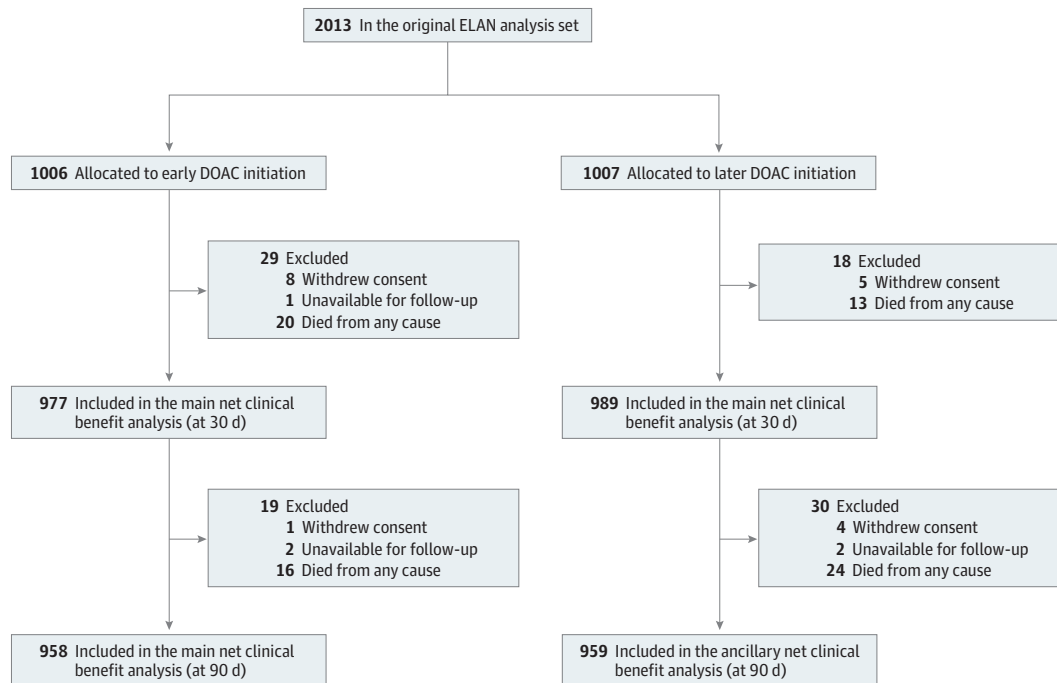 2013 In the original ELAN analysis set
1006 Allocated to early DOAC initiation
1007 Allocated to later DOAC initiation
29 Excluded
8 Withdrew consent
1 Unavailable for follow-up
20 Died from any cause
18 Excluded
5 Withdrew consent
13 Died from any cause
977 Included in the main net clinical
benefit analysis (at 30 d)
989 Included in the main net clinical
benefit analysis (at 30 d)
19 Excluded
1 Withdrew consent
2 Unavailable for follow-up
16 Died from any cause
30 Excluded
4 Withdrew consent
2 Unavailable for follow-up
24 Died from any cause
958 Included in the main net clinical
benefit analysis (at 90 d)
959 Included in the ancillary net clinical
benefit analysis (at 90 d)